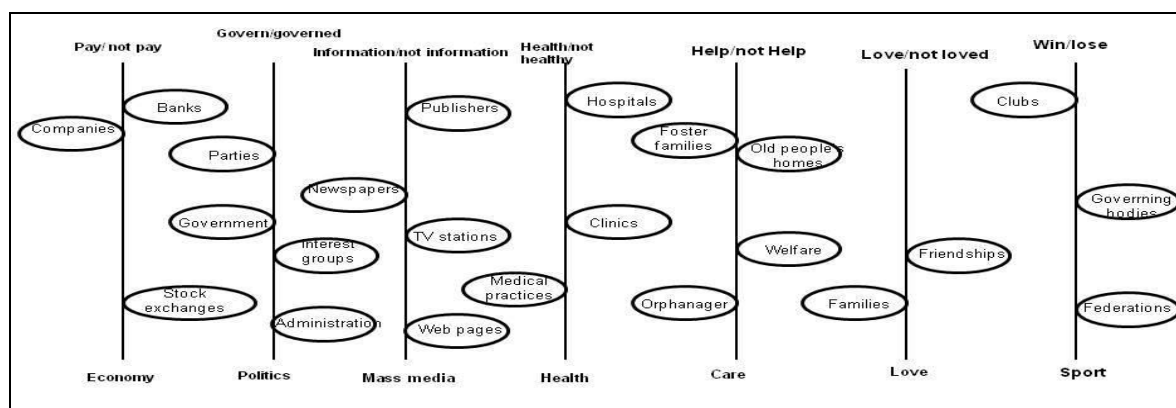 Pay/not pay
Govern/governed
Information/not information
Health/not
healthy
Help/not Help
Love/not loved
Win/lose
Banks
Companies
Stock
exchanges
Economy
Parties
Government
Interest
groups
Administration
Politics
Publishers
Newspapers
TV stations
Web pages
Mass media
Hospitals
Clinics
Medical
practices
Health
Foster
families
Old people's
homes
Welfare
Orphanager
Care
Friendships
Families
Love
Clubs
Governing
bodies
Federations
Sport